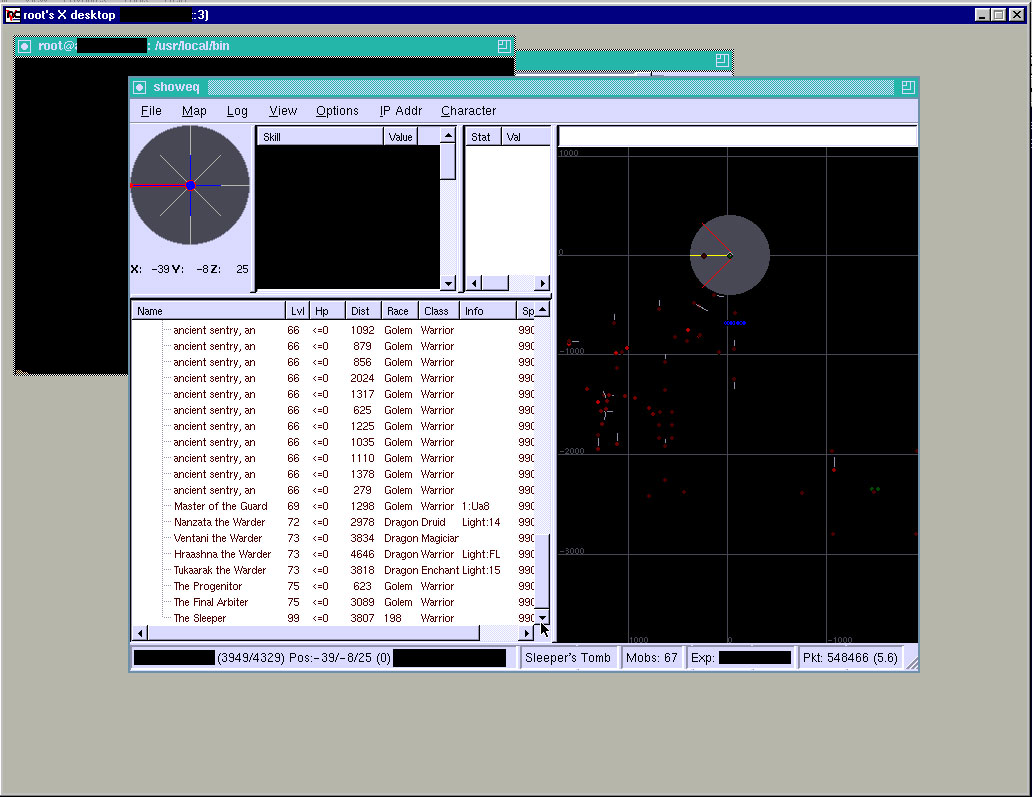 root's X desktop :3)
root@ : /usr/local/bin
showeq
File Map Log View Options IP Addr Character
Skill Value Stat Val
1000
0
-1000
-2000
-3000
1000 0 -1000
X: -39 Y: -8 Z: 25
Name Lvl Hp Dist Race Class Info Sp
ancient sentry, an 66 <=0 1092 Golem Warrior 990
ancient sentry, an 66 <=0 879 Golem Warrior 990
ancient sentry, an 66 <=0 856 Golem Warrior 990
ancient sentry, an 66 <=0 2024 Golem Warrior 990
ancient sentry, an 66 <=0 1317 Golem Warrior 990
ancient sentry, an 66 <=0 625 Golem Warrior 990
ancient sentry, an 66 <=0 1225 Golem Warrior 990
ancient sentry, an 66 <=0 1035 Golem Warrior 990
ancient sentry, an 66 <=0 1110 Golem Warrior 990
ancient sentry, an 66 <=0 1378 Golem Warrior 990
ancient sentry, an 66 <=0 279 Golem Warrior 990
Master of the Guard 69 <=0 1298 Golem Warrior 1:Ua8 990
Nanzata the Warder 72 <=0 2978 Dragon Druid Light:14 990
Ventani the Warder 73 <=0 3834 Dragon Magiciar 990
Hraashna the Warder 73 <=0 4646 Dragon Warrior Light:FL 990
Tukaarak the Warder 73 <=0 3818 Dragon Enchant Light:15 990
The Progenitor 75 <=0 623 Golem Warrior 990
The Final Arbiter 75 <=0 3089 Golem Warrior 990
The Sleeper 99 <=0 3807 198 Warrior 990
(3949/4329) Pos:-39/-8/25 (0) Sleeper's Tomb Mobs: 67 Exp: Pkt: 548466 (5.6)